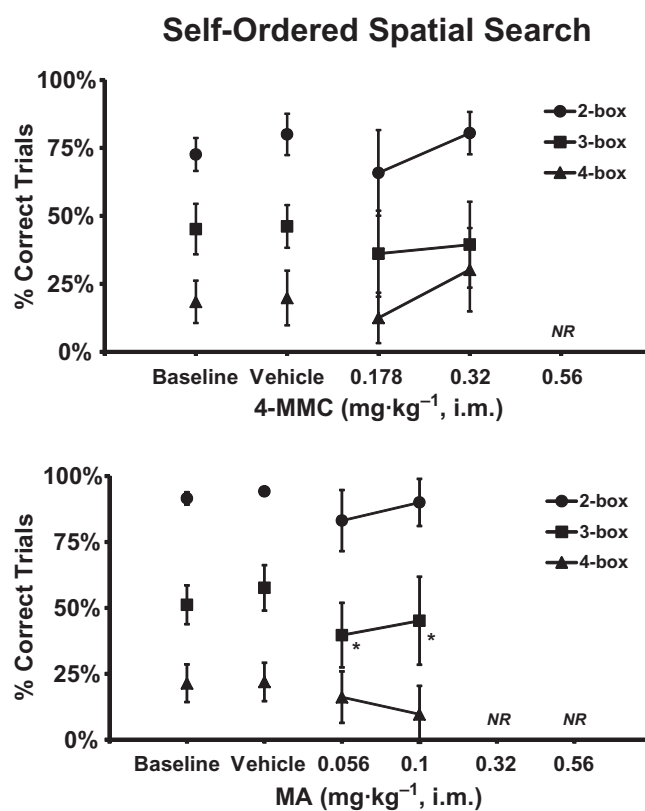 Self-Ordered Spatial Search
100%
75%
50%
25%
0%
% Correct Trials
2-box
3-box
4-box
NR
Baseline Vehicle 0.178 0.32 0.56
4-MMC (mg·kg⁻¹, i.m.)
100%
75%
50%
25%
0%
% Correct Trials
2-box
3-box
4-box
*
*
NR NR
Baseline Vehicle 0.056 0.1 0.32 0.56
MA (mg·kg⁻¹, i.m.)